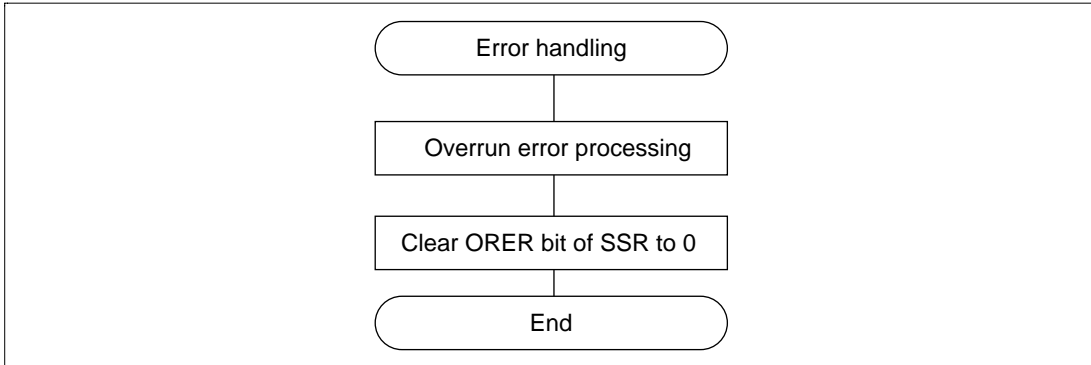 Error handling
Overrun error processing
Clear ORER bit of SSR to 0
End